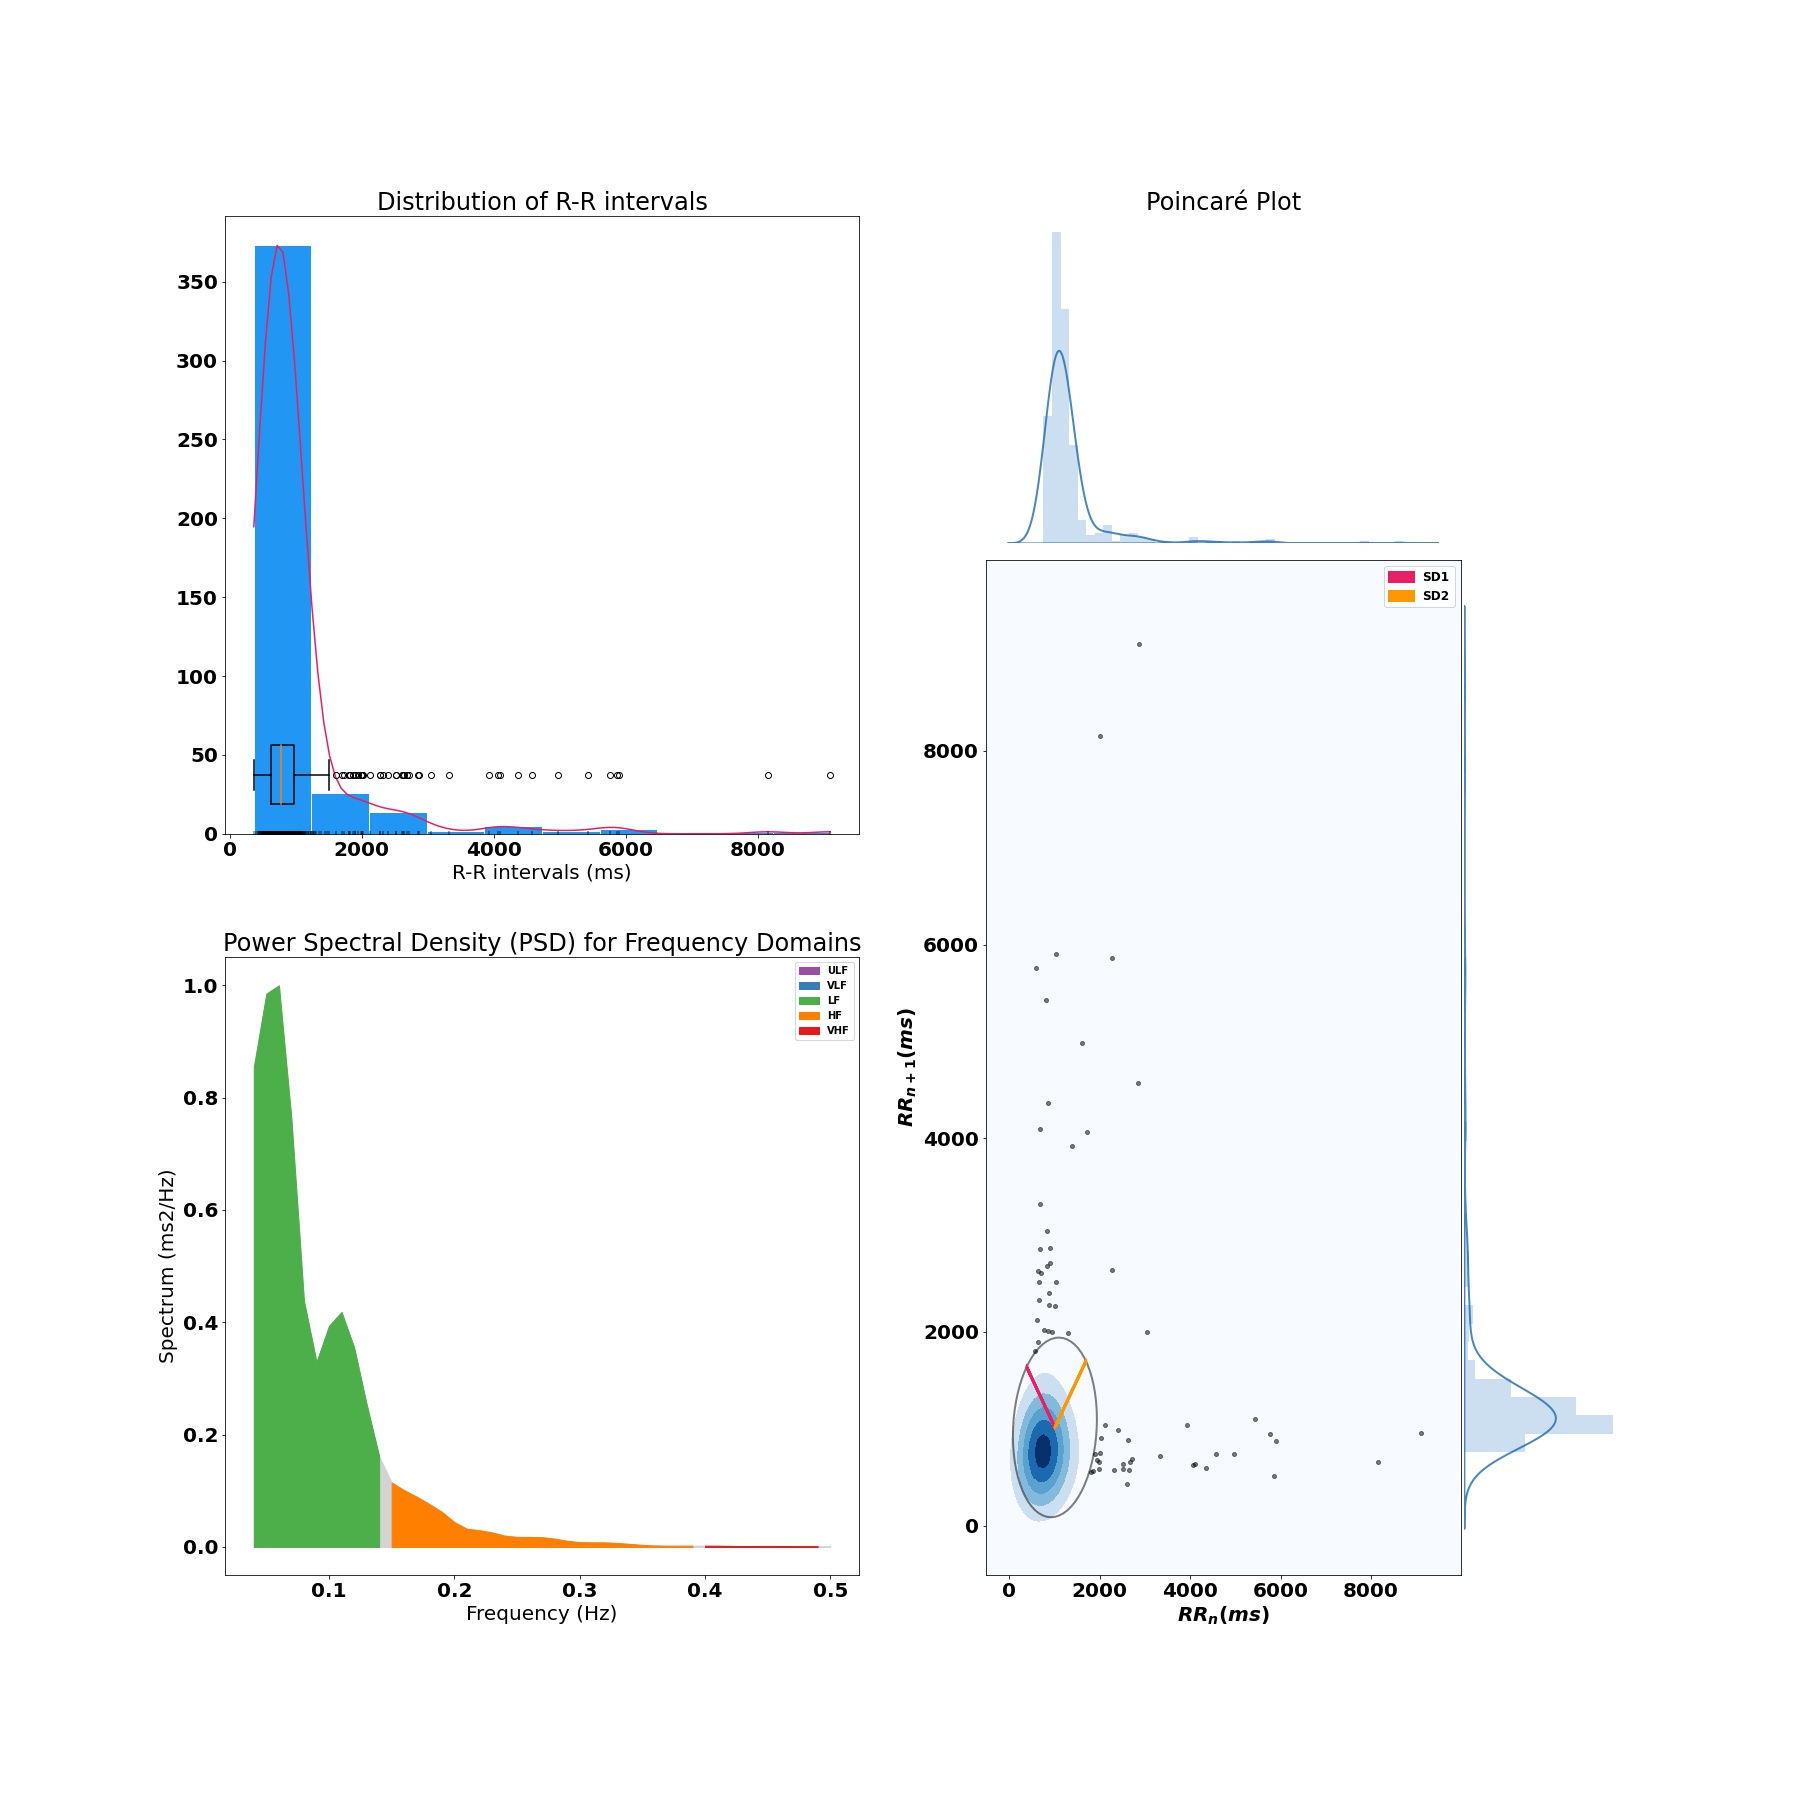 Distribution of R-R intervals
350
300
250
200
150
100
50
0
0 2000 4000 6000 8000
R-R intervals (ms)
Power Spectral Density (PSD) for Frequency Domains
ULF
VLF
LF
HF
VHF
Spectrum (ms2/Hz)
1.0
0.8
0.6
0.4
0.2
0.0
0.1 0.2 0.3 0.4 0.5
Frequency (Hz)
Poincaré Plot
SD1
SD2
RRn+1(ms)
8000
6000
4000
2000
0
0 2000 4000 6000 8000
RRn(ms)